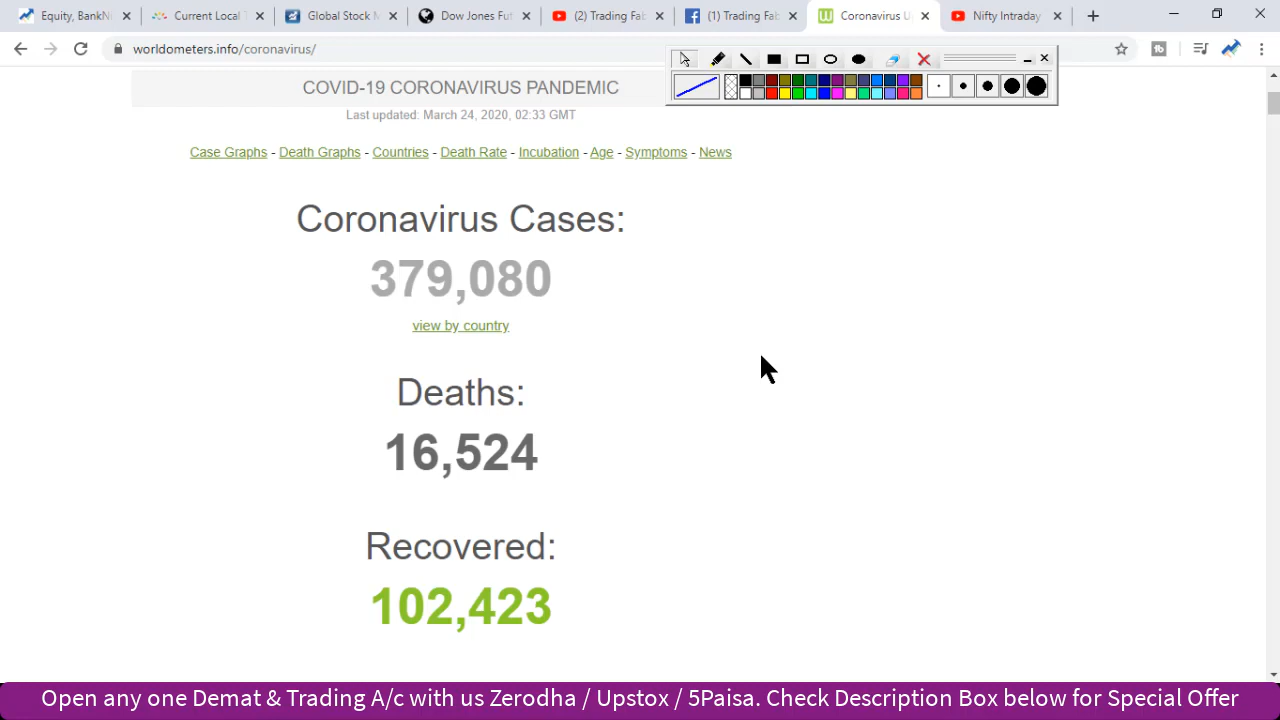 Equity, BankNi
Current Local T
Global Stock M
Dow Jones Fut
(2) Trading Fab
(1) Trading Fab
Coronavirus U
Nifty Intraday
worldometers.info/coronavirus/
COVID-19 CORONAVIRUS PANDEMIC
Last updated: March 24, 2020, 02:33 GMT
Case Graphs - Death Graphs - Countries - Death Rate - Incubation - Age - Symptoms - News
Coronavirus Cases:
379,080
view by country
Deaths:
16,524
Recovered:
102,423
Open any one Demat & Trading A/c with us Zerodha / Upstox / 5Paisa. Check Description Box below for Special Offer